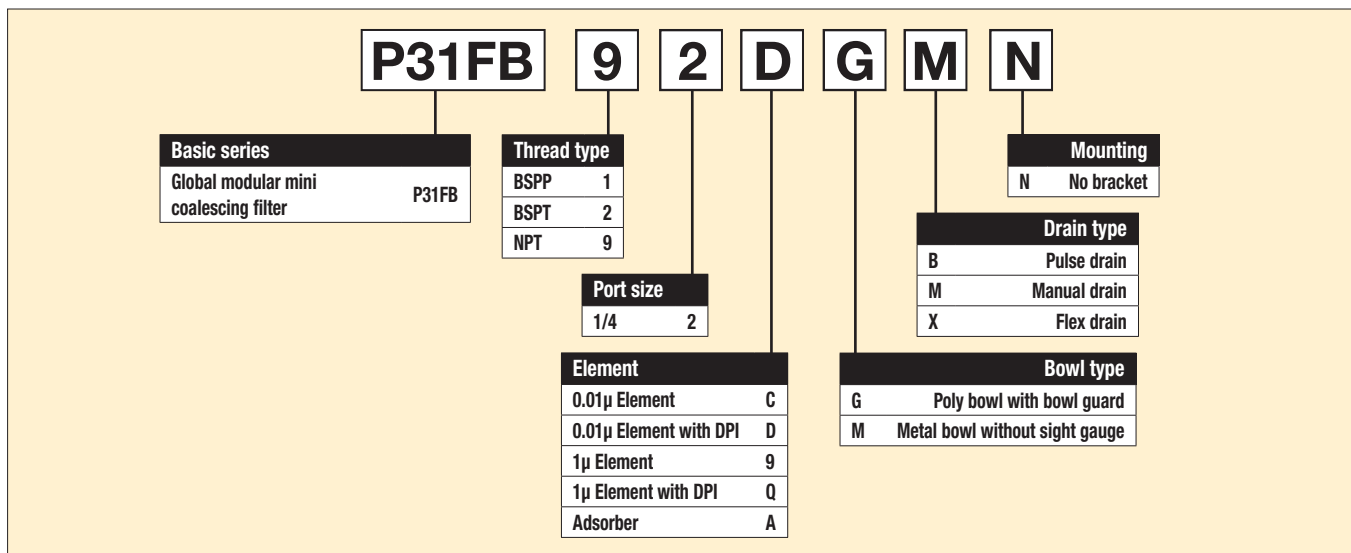 P31FB 9 2 D G M N
Basic series
Global modular mini
coalescing filter P31FB
Thread type
BSPP 1
BSPT 2
NPT 9
Port size
1/4 2
Element
0.01µ Element C
0.01µ Element with DPI D
1µ Element 9
1µ Element with DPI Q
Adsorber A
Mounting
N No bracket
Drain type
B Pulse drain
M Manual drain
X Flex drain
Bowl type
G Poly bowl with bowl guard
M Metal bowl without sight gauge